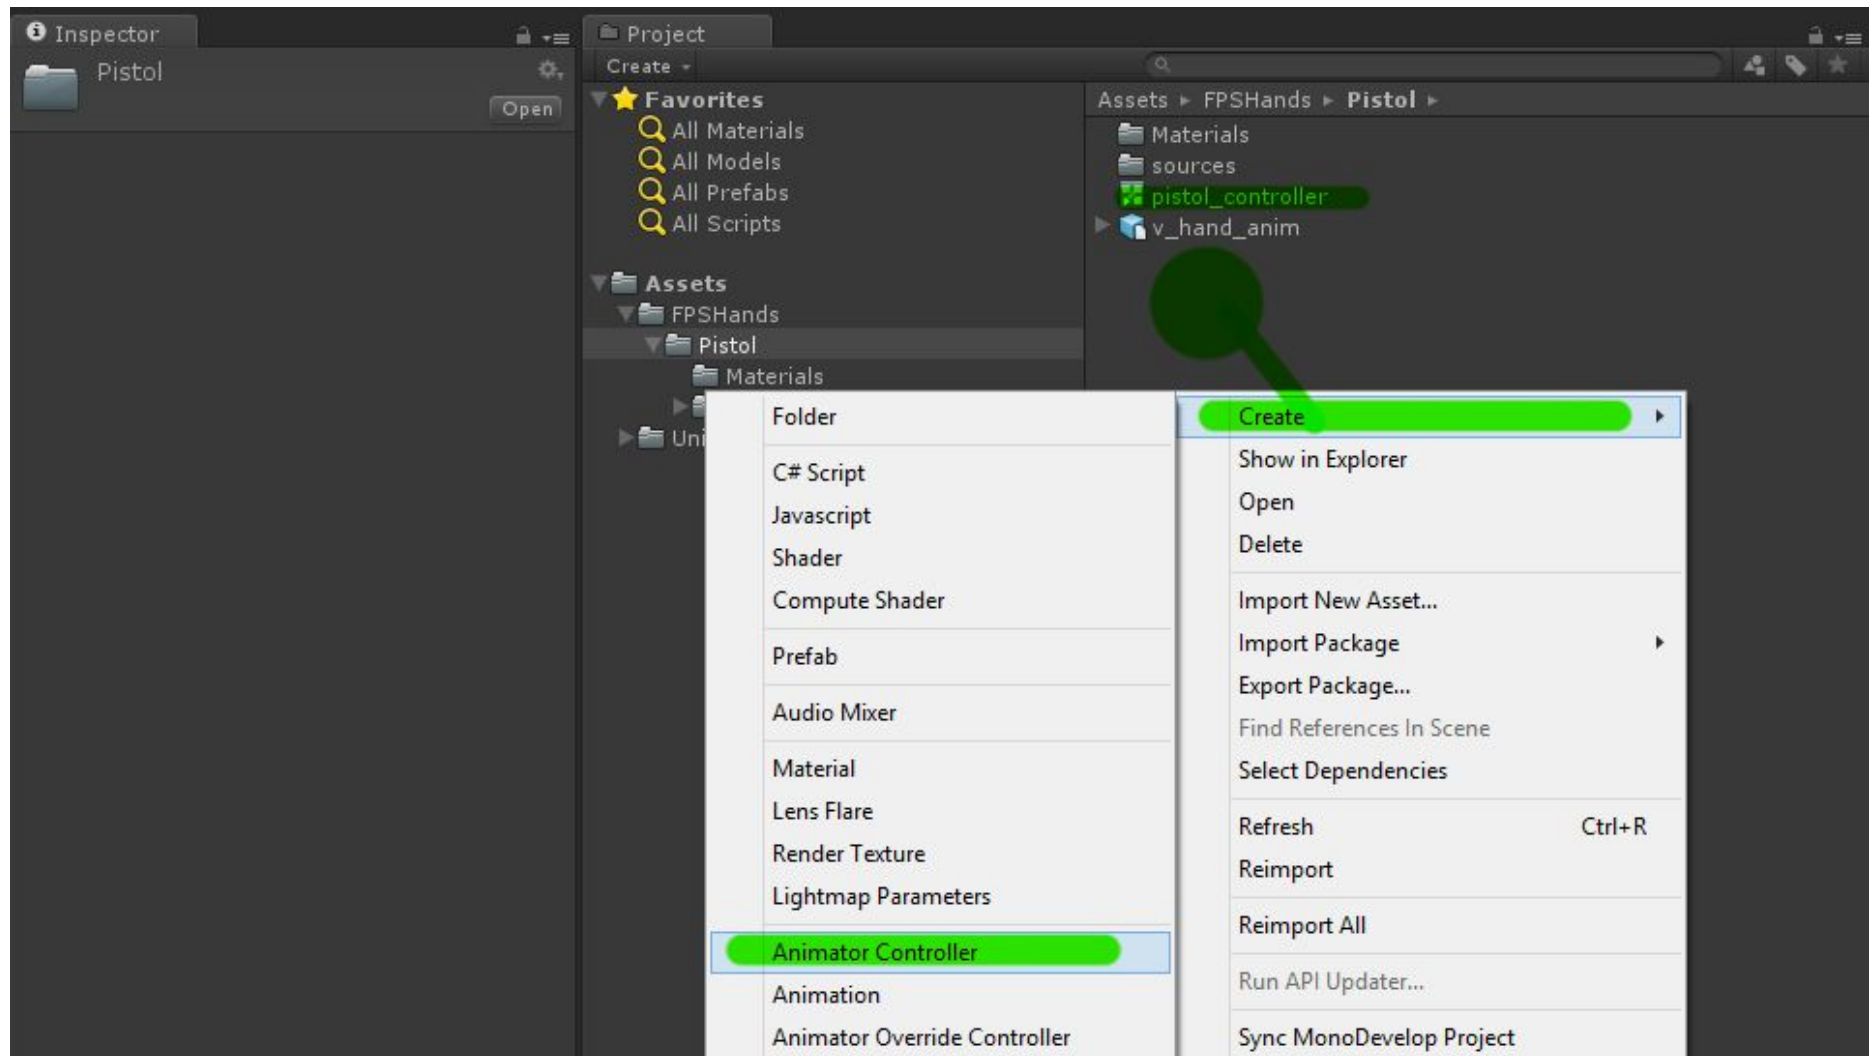 Inspector
Pistol
Open
Project
Create
Favorites
All Materials
All Models
All Prefabs
All Scripts
Assets
FPSHands
Pistol
Materials
Uni
Assets ▸ FPSHands ▸ Pistol ▸
Materials
sources
pistol_controller
v_hand_anim
Folder
C# Script
Javascript
Shader
Compute Shader
Prefab
Audio Mixer
Material
Lens Flare
Render Texture
Lightmap Parameters
Animator Controller
Animation
Animator Override Controller
Create
Show in Explorer
Open
Delete
Import New Asset...
Import Package
Export Package...
Find References In Scene
Select Dependencies
Refresh Ctrl+R
Reimport
Reimport All
Run API Updater...
Sync MonoDevelop Project